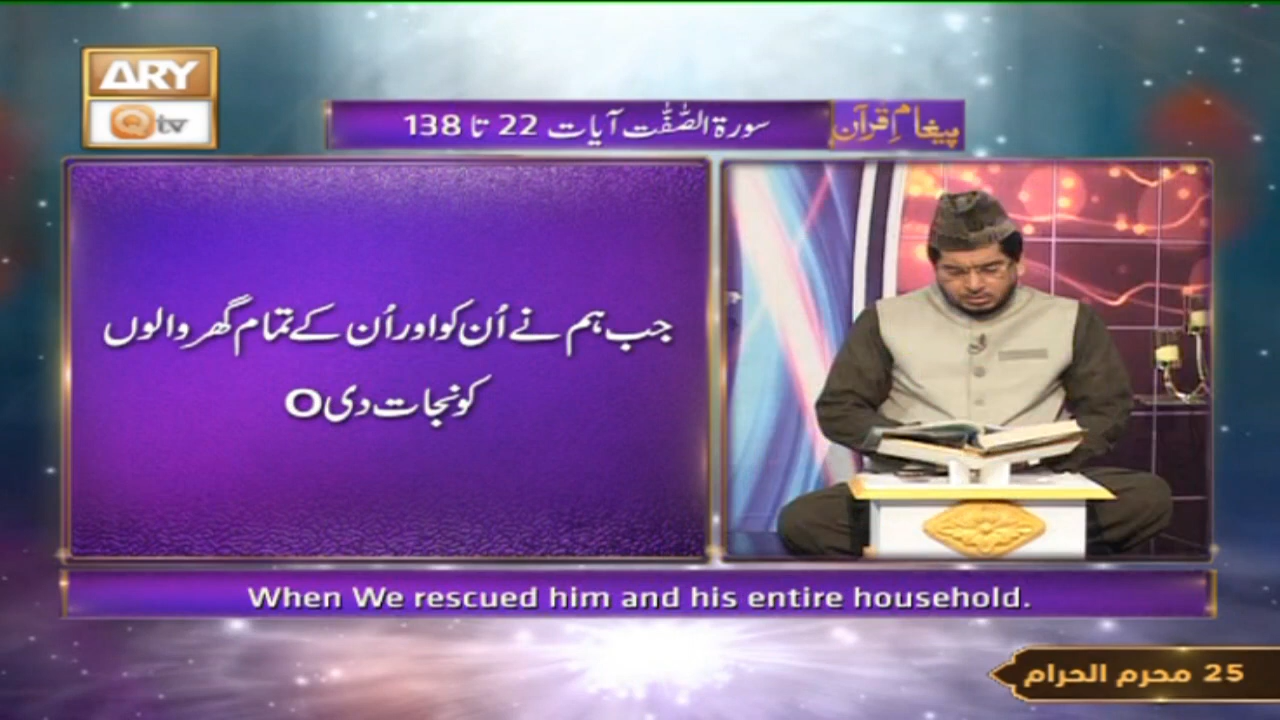 ARY
Qtv
پیغامِ قرآن
سورۃ الصّٰفّٰت آیات 22 تا 138
جب ہم نے اُن کو اور اُن کے تمام گھر والوں
کو نجات دی O
When We rescued him and his entire household.
25 محرم الحرام